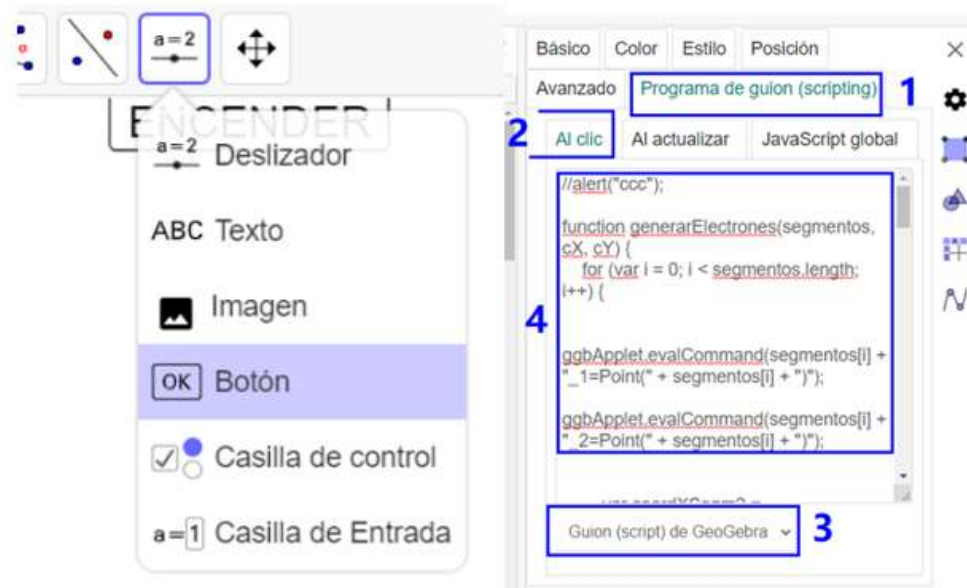 a=2
ENCENDER
a=2 Deslizador
ABC Texto
Imagen
OK Botón
Casilla de control
a=1 Casilla de Entrada
Básico Color Estilo Posición
Avanzado Programa de guion (scripting) 1
2 Al clic Al actualizar JavaScript global
//alert("ccc");
function generarElectrones(segmentos,
cX, cY) {
for (var i = 0; i < segmentos.length;
i++) {
4
ggbApplet.evalCommand(segmentos[i] +
"_1=Point(" + segmentos[i] + ")");
ggbApplet.evalCommand(segmentos[i] +
"_2=Point(" + segmentos[i] + ")");
Guion (script) de GeoGebra 3